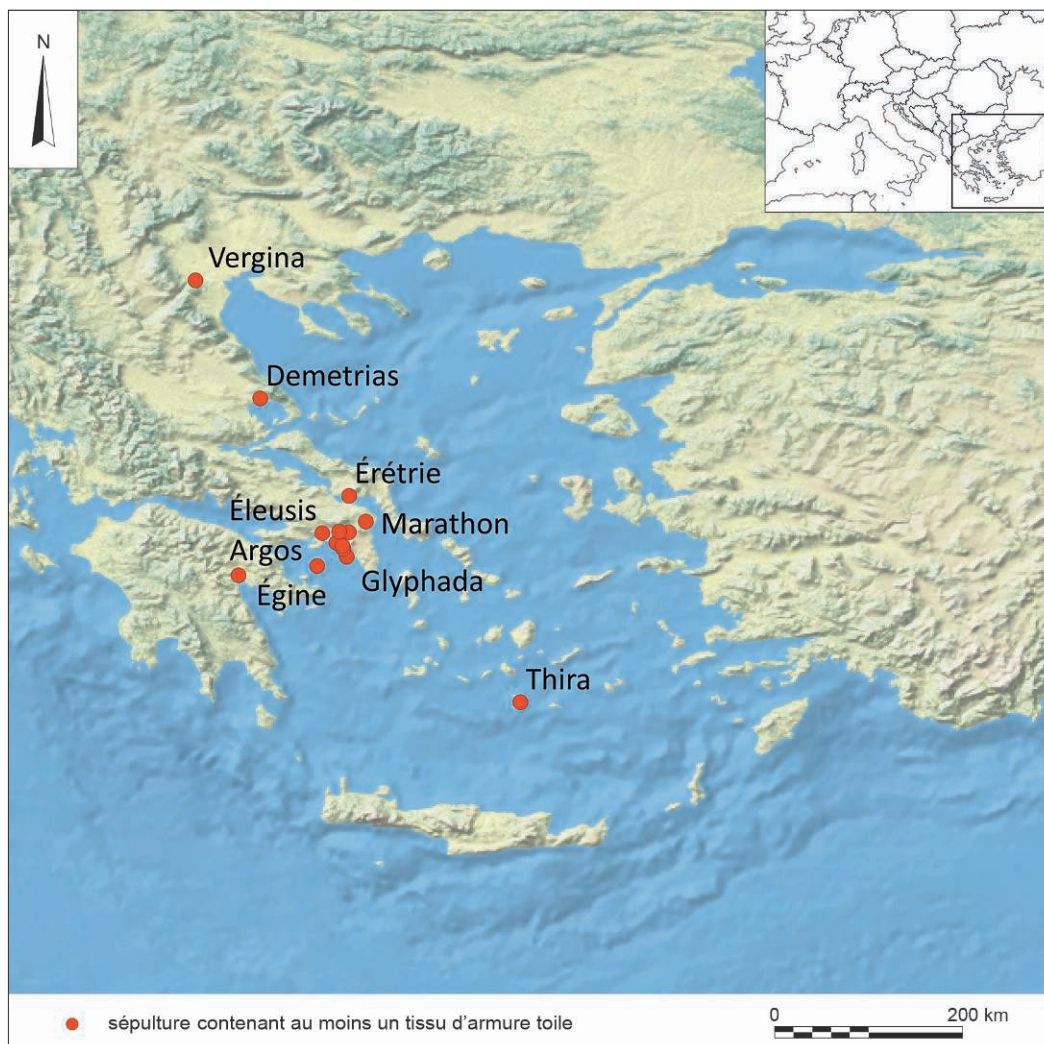 N
Vergina
Demetrias
Érétrie
Éleusis
Marathon
Argos
Glyphada
Égine
Thira
sépulture contenant au moins un tissu d'armure toile
0 200 km